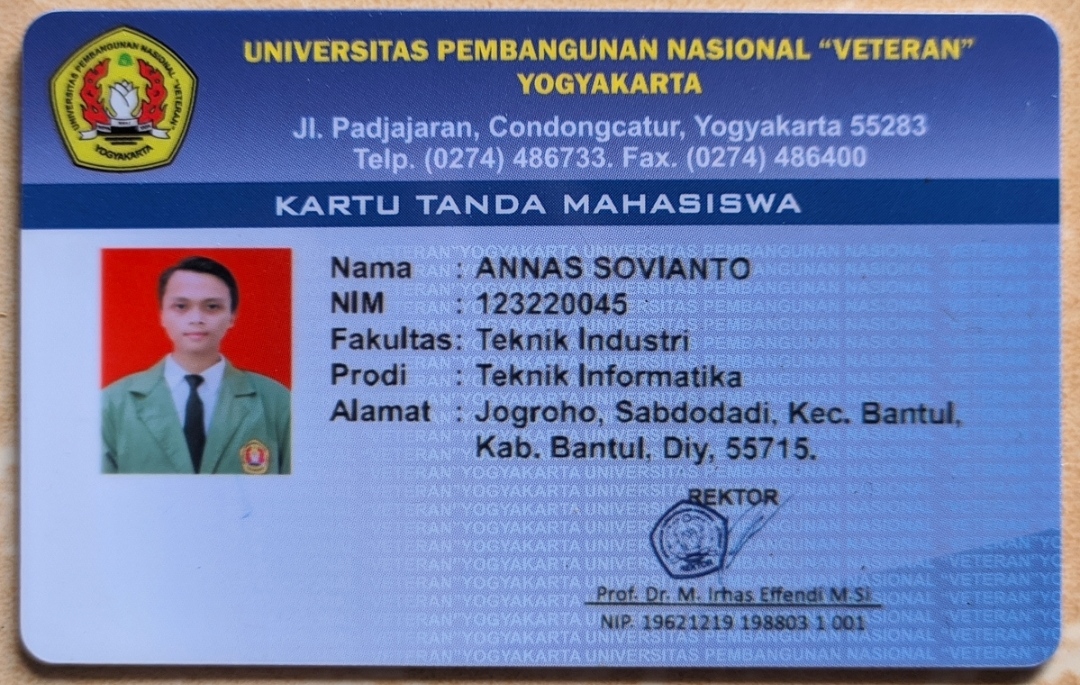 UNIVERSITAS PEMBANGUNAN NASIONAL “VETERAN”
YOGYAKARTA
Jl. Padjajaran, Condongcatur, Yogyakarta 55283
Telp. (0274) 486733. Fax. (0274) 486400
UNIVERSITAS PEMBANGUNAN NASIONAL "VETERAN"
YOGYAKARTA
KARTU TANDA MAHASISWA
Nama : ANNAS SOVIANTO
NIM : 123220045
Fakultas: Teknik Industri
Prodi : Teknik Informatika
Alamat : Jogroho, Sabdodadi, Kec. Bantul,
Kab. Bantul, Diy, 55715.
REKTOR
Prof. Dr. M. Irhas Effendi M.Si
NIP. 19621219 198803 1 001